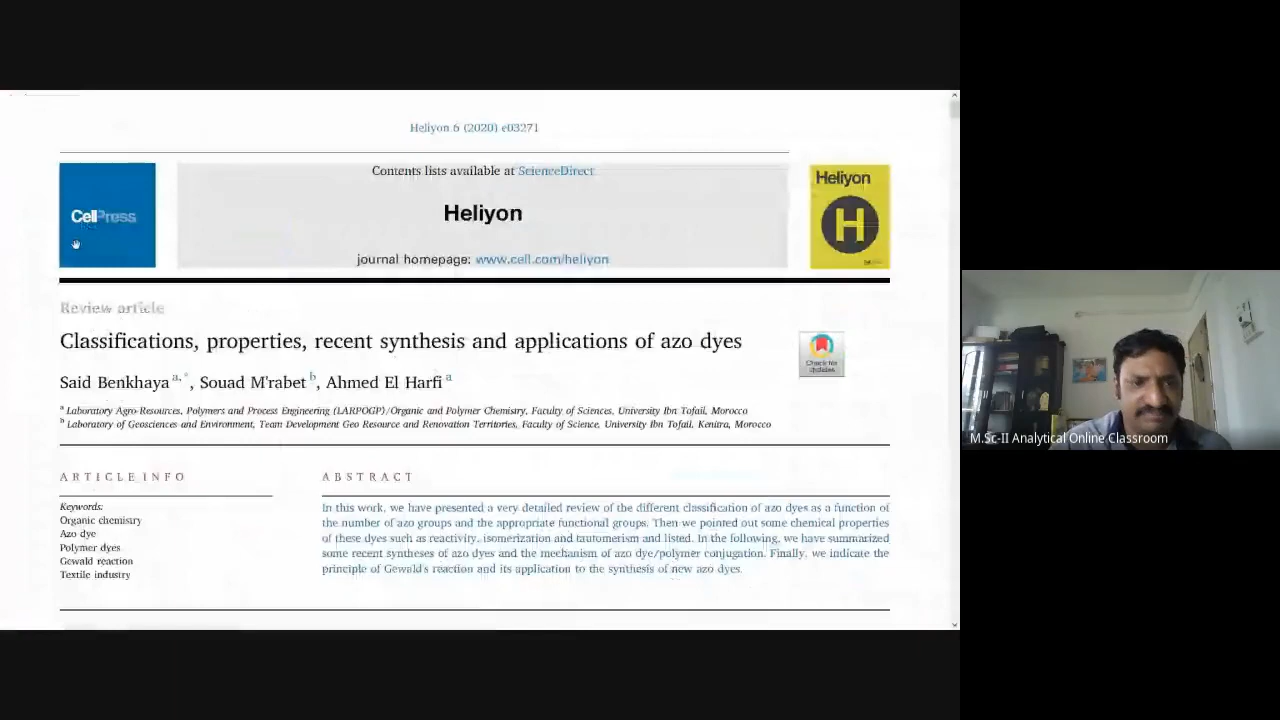 Heliyon 6 (2020) e03271
Contents lists available at ScienceDirect
CellPress
Heliyon
journal homepage: www.cell.com/heliyon
Heliyon
H
Review article
Classifications, properties, recent synthesis and applications of azo dyes
Check for
updates
Said Benkhaya a,*, Souad M'rabet b, Ahmed El Harfi a
a Laboratory Agro-Resources, Polymers and Process Engineering (LARPOGP)/Organic and Polymer Chemistry, Faculty of Sciences, University Ibn Tofail, Morocco
b Laboratory of Geosciences and Environment, Team Development Geo Resource and Renovation Territories, Faculty of Science, University Ibn Tofail, Kenitra, Morocco
ARTICLE INFO
Keywords:
Organic chemistry
Azo dye
Polymer dyes
Gewald reaction
Textile industry
ABSTRACT
In this work, we have presented a very detailed review of the different classification of azo dyes as a function of
the number of azo groups and the appropriate functional groups. Then we pointed out some chemical properties
of these dyes such as reactivity, isomerization and tautomerism and listed. In the following, we have summarized
some recent syntheses of azo dyes and the mechanism of azo dye/polymer conjugation. Finally, we indicate the
principle of Gewald's reaction and its application to the synthesis of new azo dyes.
M.Sc-II Analytical Online Classroom